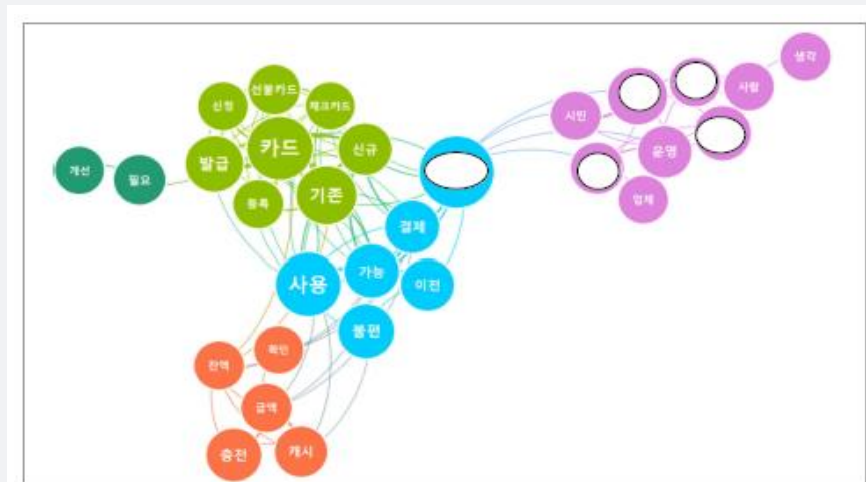 생각
선불카드
사람
신청
체크카드
시민
카드
신규
운영
발급
개선
필요
기존
업체
등록
결제
사용
가능
이전
불편
확인
잔액
금액
충전
캐시